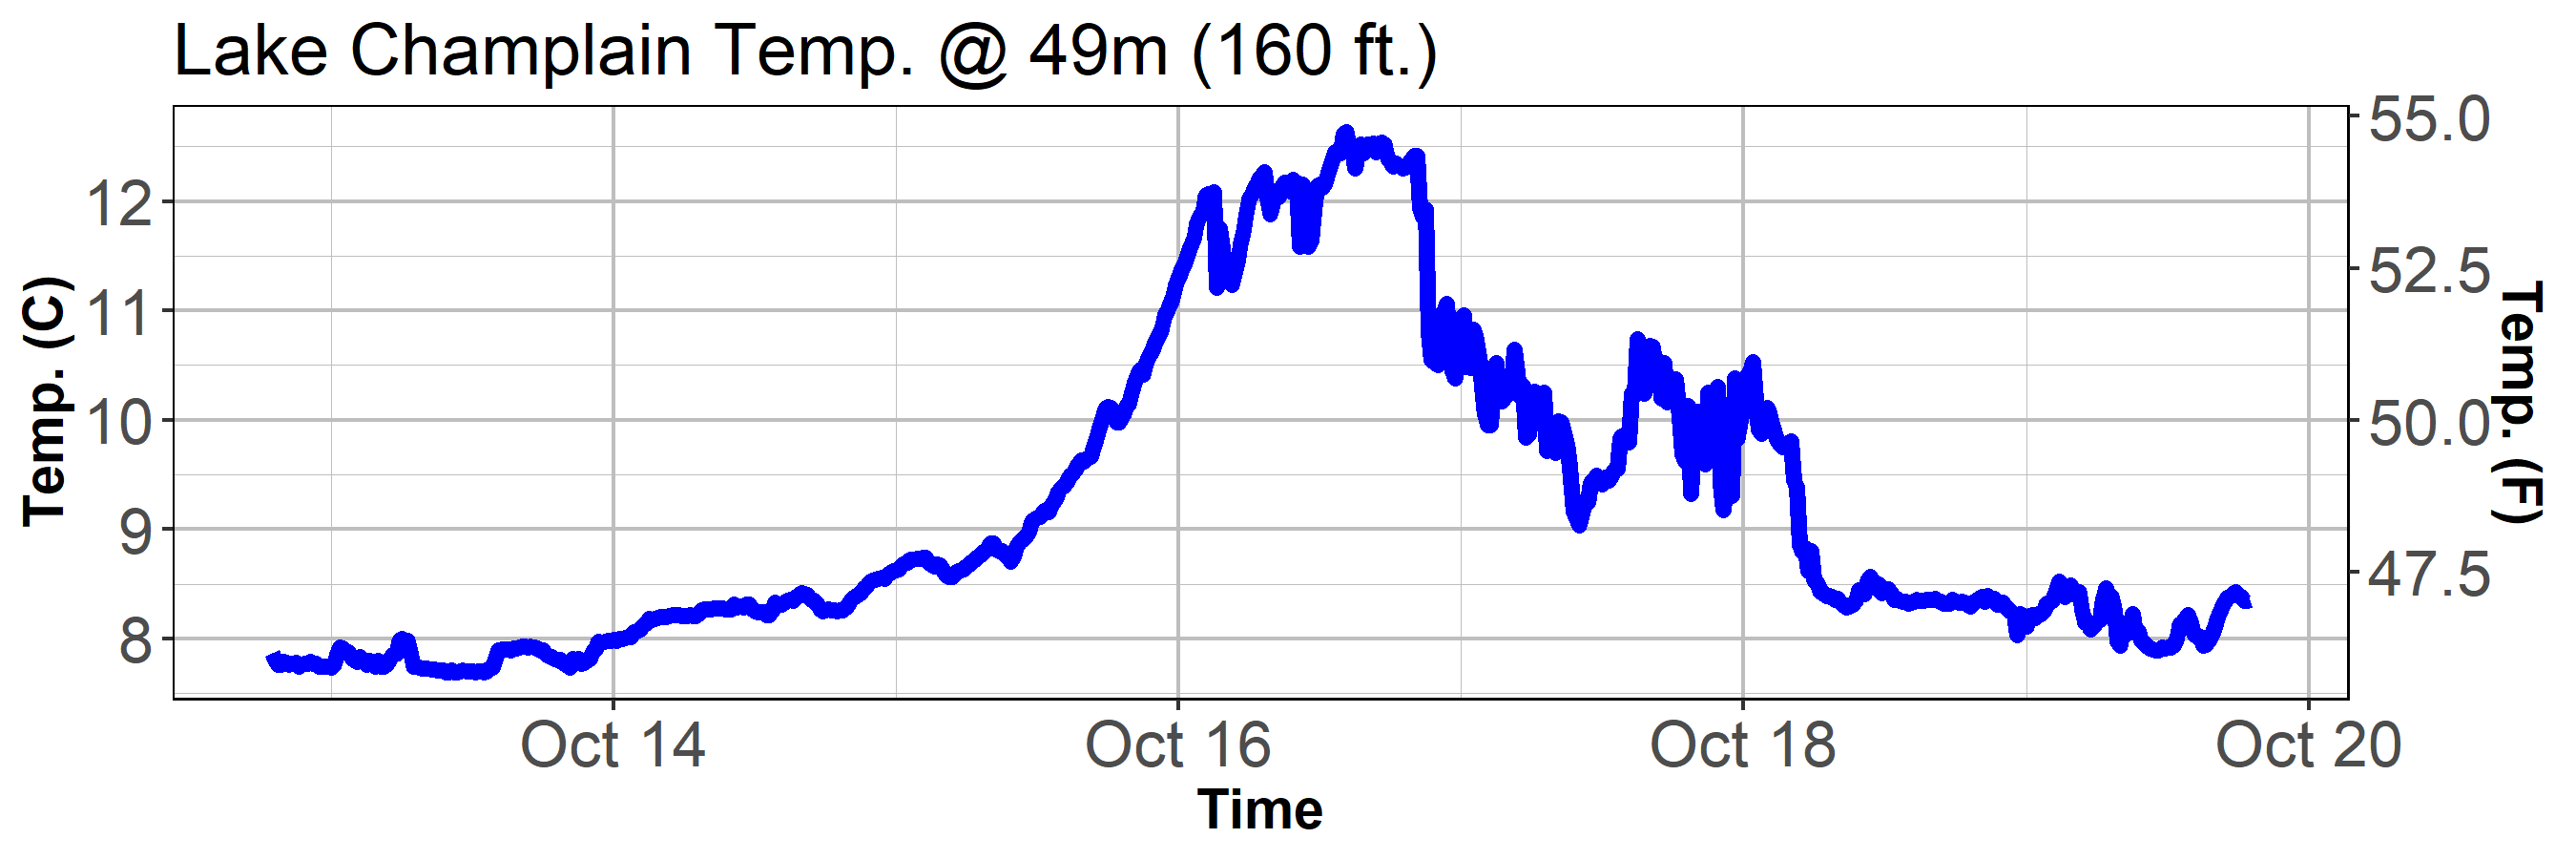 Lake Champlain Temp. @ 49m (160 ft.)
Temp. (C)
12
11
10
9
8
55.0
52.5
50.0
47.5
Temp. (F)
Oct 14
Oct 16
Oct 18
Oct 20
Time